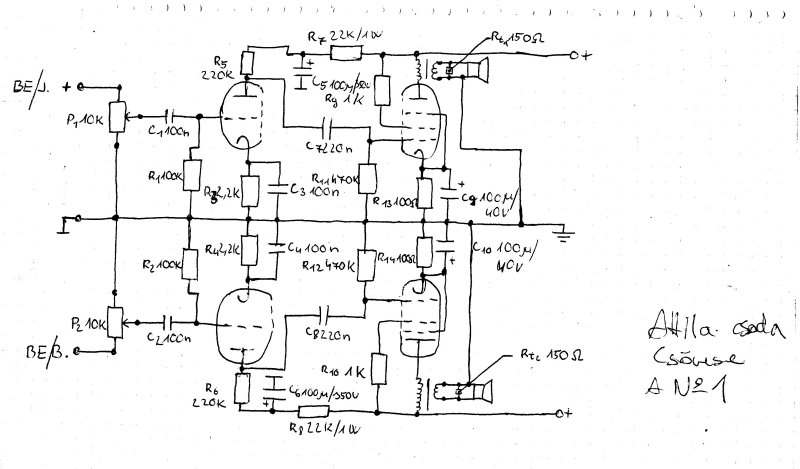 R7 22K/1W
Rt1 150Ω
+
R5
220K
+
C5 100µ/350V
R9 1K
BE/J. +
P1 10K
C1 100n
C7 220n
R1 100K
R3 2,2K
C3 100n
R11 470K
R13 100Ω
+
C9 100µ/
40V
R2 100K
R4 2,2K
C4 100n
R12 470K
R14 100Ω
C10 100µ/
40V
+
P2 10K
C2 100n
C8 220n
BE/B.
R10 1K
Rt2 150Ω
R6
220K
C6 100µ/350V
+
R8 22K/1W
+
Attila csoda
Csövese
A №1